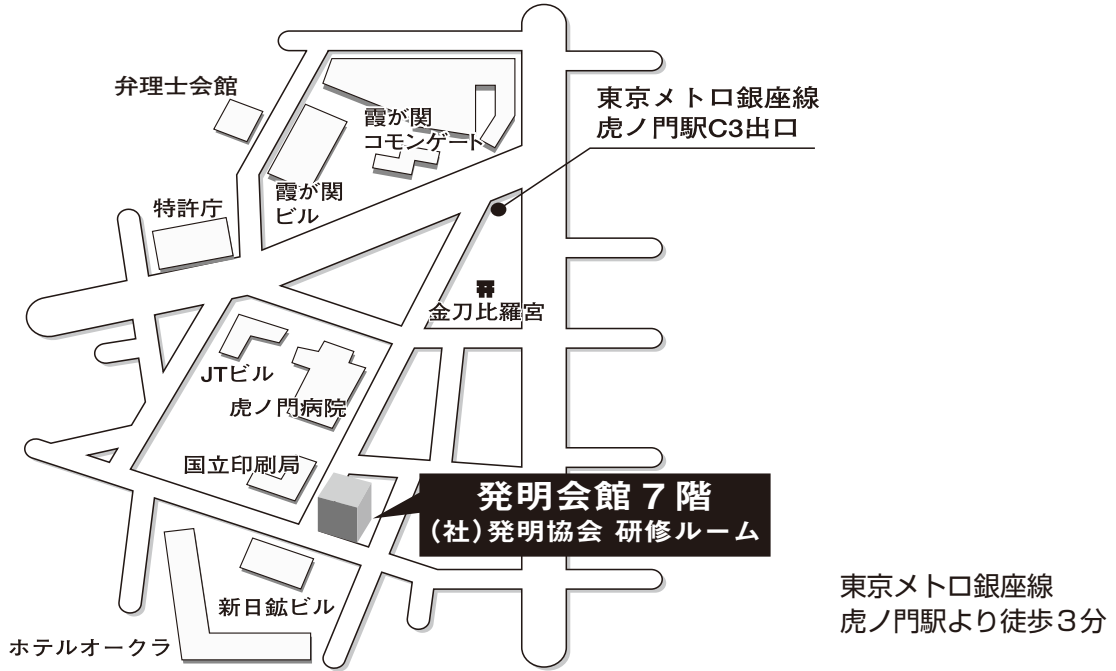 弁理士会館
東京メトロ銀座線
虎ノ門駅C3出口
霞が関
コモンゲート
霞が関
ビル
特許庁
金刀比羅宮
JTビル
虎ノ門病院
国立印刷局
発明会館７階
（社）発明協会 研修ルーム
新日鉱ビル
ホテルオークラ
東京メトロ銀座線
虎ノ門駅より徒歩３分